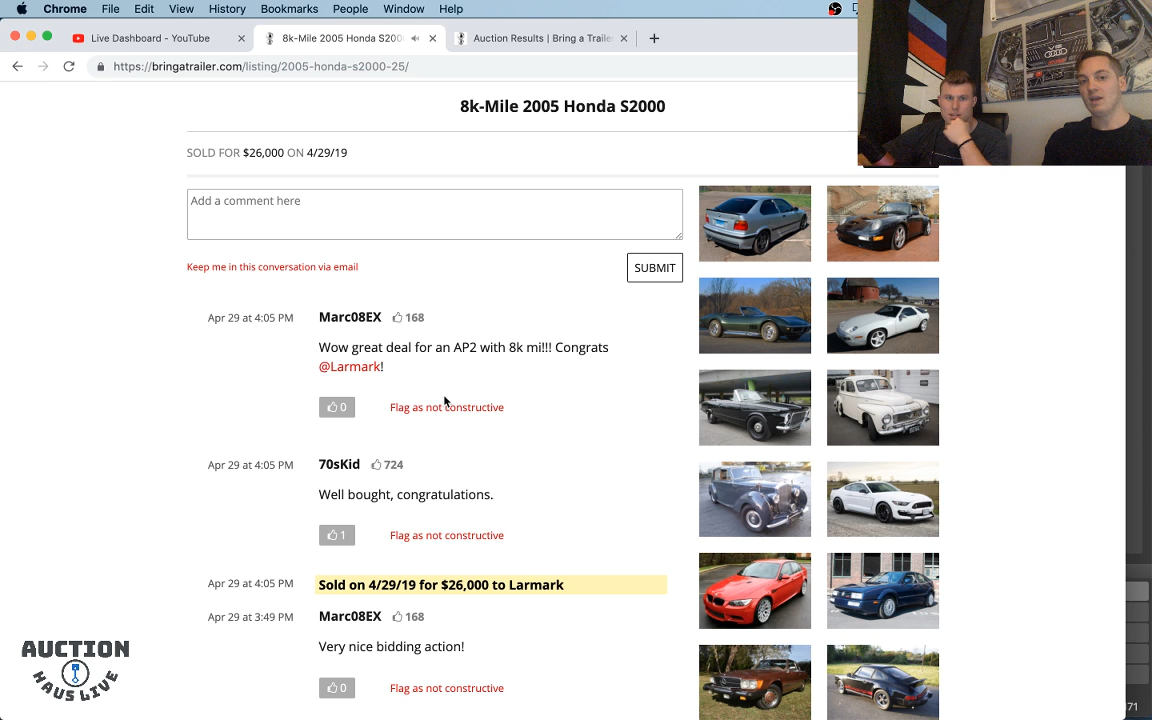 Chrome File Edit View History Bookmarks People Window Help
Live Dashboard - YouTube
8k-Mile 2005 Honda S200
Auction Results | Bring a Traile
https://bringatrailer.com/listing/2005-honda-s2000-25/
8k-Mile 2005 Honda S2000
SOLD FOR $26,000 ON 4/29/19
Add a comment here
Keep me in this conversation via email
SUBMIT
Apr 29 at 4:05 PM Marc08EX 168
Wow great deal for an AP2 with 8k mi!!! Congrats
@Larmark!
0 Flag as not constructive
Apr 29 at 4:05 PM 70sKid 724
Well bought, congratulations.
1 Flag as not constructive
Apr 29 at 4:05 PM Sold on 4/29/19 for $26,000 to Larmark
Apr 29 at 3:49 PM Marc08EX 168
Very nice bidding action!
0 Flag as not constructive
AUCTION
HAUS LIVE
71